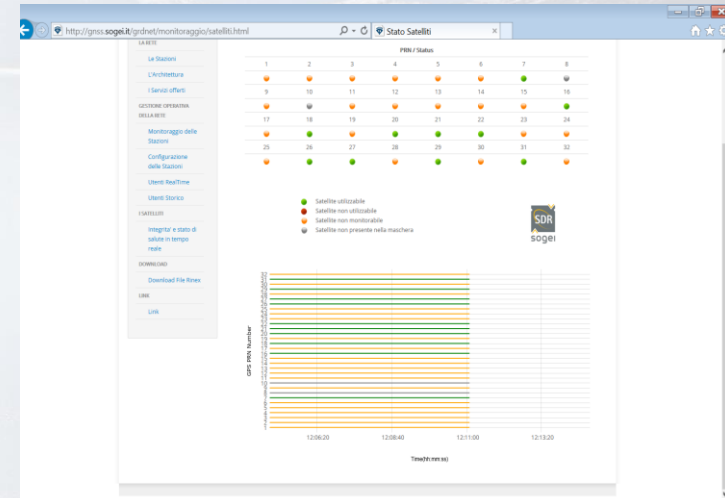 http://gnss.sogei.it/grdnet/monitoraggio/satelliti.html
Stato Satelliti
LA RETE
Le Stazioni
L'Architettura
I Servizi offerti
GESTIONE OPERATIVA
DELLA RETE
Monitoraggio delle
Stazioni
Configurazione
delle Stazioni
Utenti RealTime
Utenti Storico
I SATELLITI
Integrita' e stato di
salute in tempo
reale
DOWNLOAD
Download File Rinex
LINK
Link
PRN / Status
1 2 3 4 5 6 7 8
9 10 11 12 13 14 15 16
17 18 19 20 21 22 23 24
25 26 27 28 29 30 31 32
Satellite utilizzabile
Satellite non utilizzabile
Satellite non monitorabile
Satellite non presente nella maschera
SDR
sogei
GPS PRN Number
12:06:20 12:08:40 12:11:00 12:13:20
Time(hh:mm:ss)